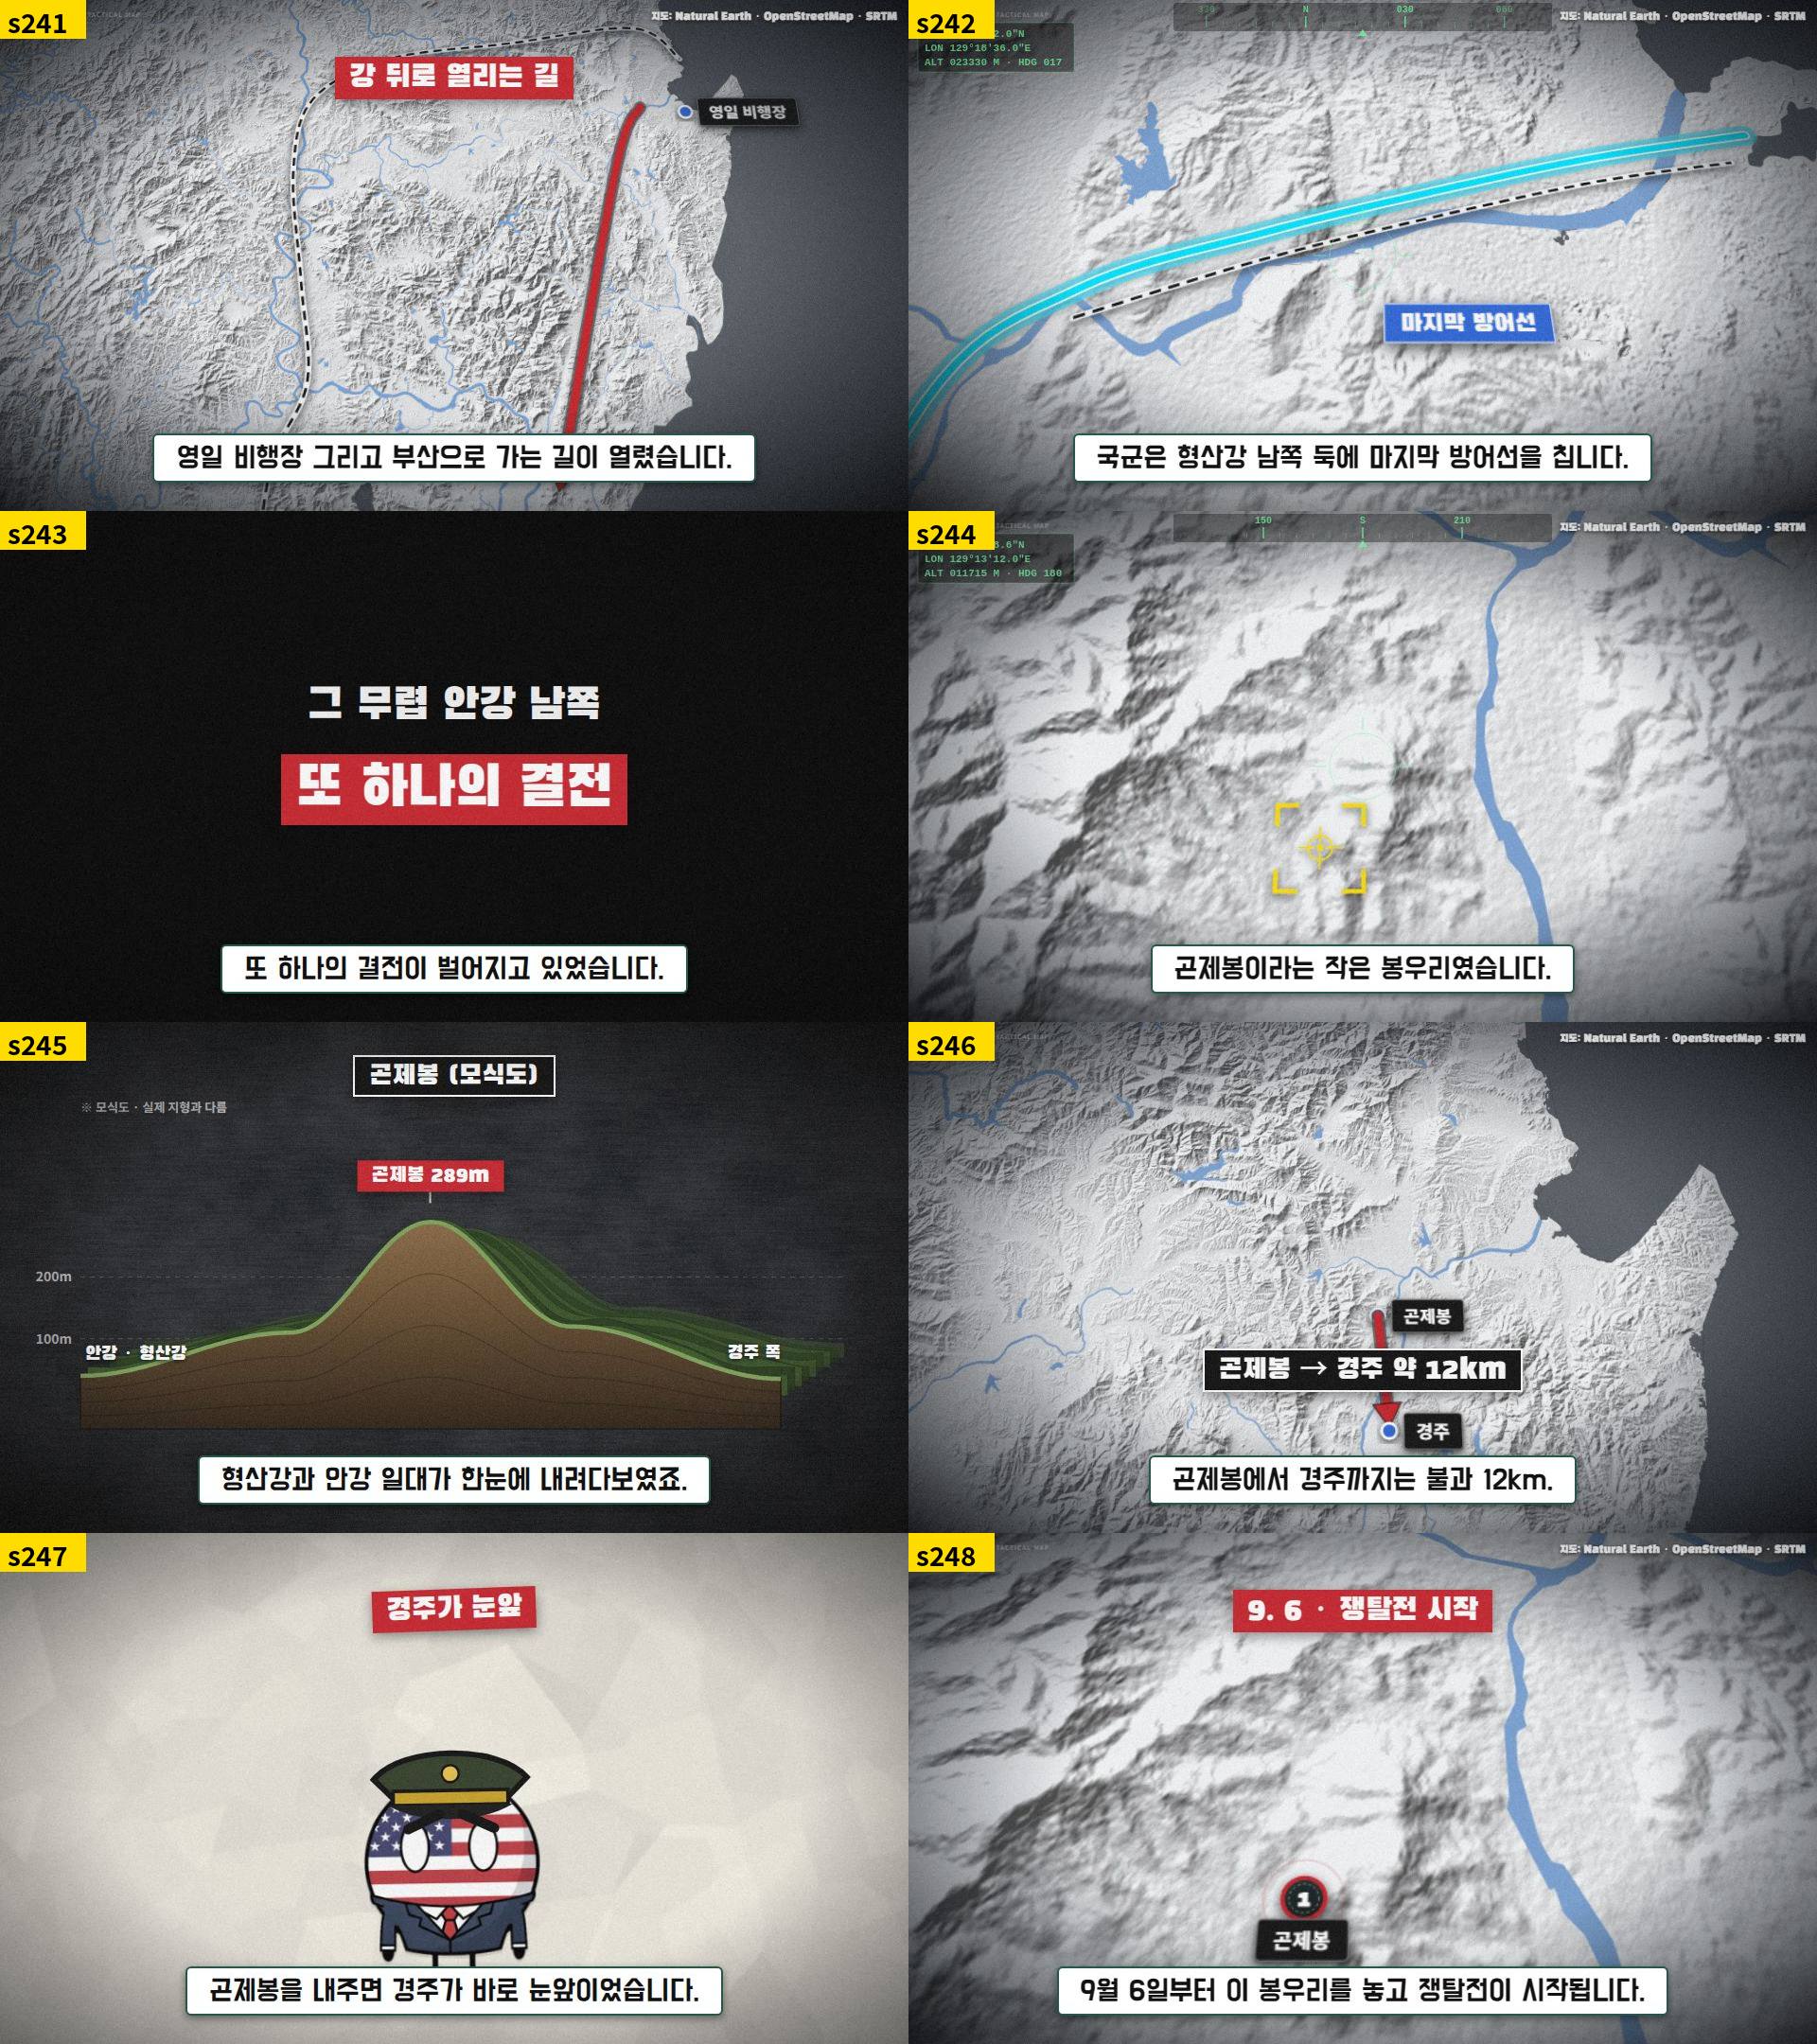 s241
TACTICAL MAP
지도: Natural Earth · OpenStreetMap · SRTM
강 뒤로 열리는 길
영일 비행장
영일 비행장 그리고 부산으로 가는 길이 열렸습니다.
s242
330 N 030 060
2.0"N
LON 129°18'36.0"E
ALT 023330 M · HDG 017
지도: Natural Earth · OpenStreetMap · SRTM
마지막 방어선
국군은 형산강 남쪽 둑에 마지막 방어선을 칩니다.
s243
그 무렵 안강 남쪽
또 하나의 결전
또 하나의 결전이 벌어지고 있었습니다.
s244
TACTICAL MAP
150 S 210
지도: Natural Earth · OpenStreetMap · SRTM
8.6"N
LON 129°13'12.0"E
ALT 011715 M · HDG 180
곤제봉이라는 작은 봉우리였습니다.
s245
곤제봉 (모식도)
※ 모식도 · 실제 지형과 다름
곤제봉 289m
200m
100m
안강 · 형산강
경주 쪽
형산강과 안강 일대가 한눈에 내려다보였죠.
s246
TACTICAL MAP
지도: Natural Earth · OpenStreetMap · SRTM
곤제봉
곤제봉 → 경주 약 12km
경주
곤제봉에서 경주까지는 불과 12km.
s247
경주가 눈앞
곤제봉을 내주면 경주가 바로 눈앞이었습니다.
s248
TACTICAL MAP
지도: Natural Earth · OpenStreetMap · SRTM
9. 6 · 쟁탈전 시작
1
곤제봉
9월 6일부터 이 봉우리를 놓고 쟁탈전이 시작됩니다.